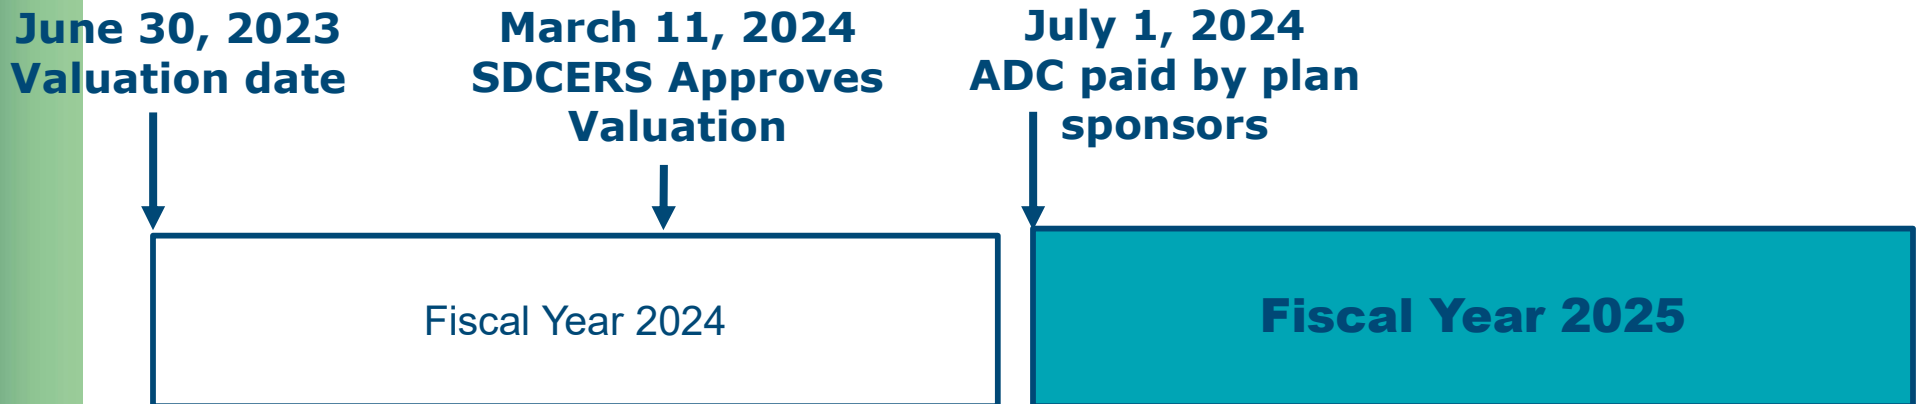 June 30, 2023
Valuation date
March 11, 2024
SDCERS Approves
Valuation
July 1, 2024
ADC paid by plan
sponsors
Fiscal Year 2024
Fiscal Year 2025